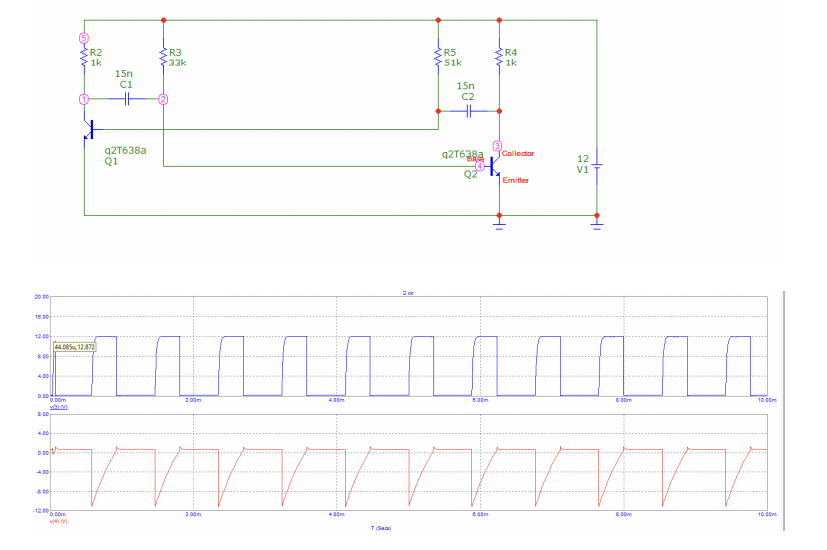 5
R2
1k
R3
33k
R5
51k
R4
1k
15n
C1
15n
C2
1
2
q2T638a
Q1
3
Collector
q2T638a
Base
4
Q2
Emitter
12
V1
2.cir
20.00
16.00
12.00
44.085u,12.872
8.00
4.00
0.00
0.00m 2.00m 4.00m 6.00m 8.00m 10.00m
v(3) (V)
8.00
4.00
0.00
-4.00
-8.00
-12.00
0.00m 2.00m 4.00m 6.00m 8.00m 10.00m
v(4) (V)
T (Secs)